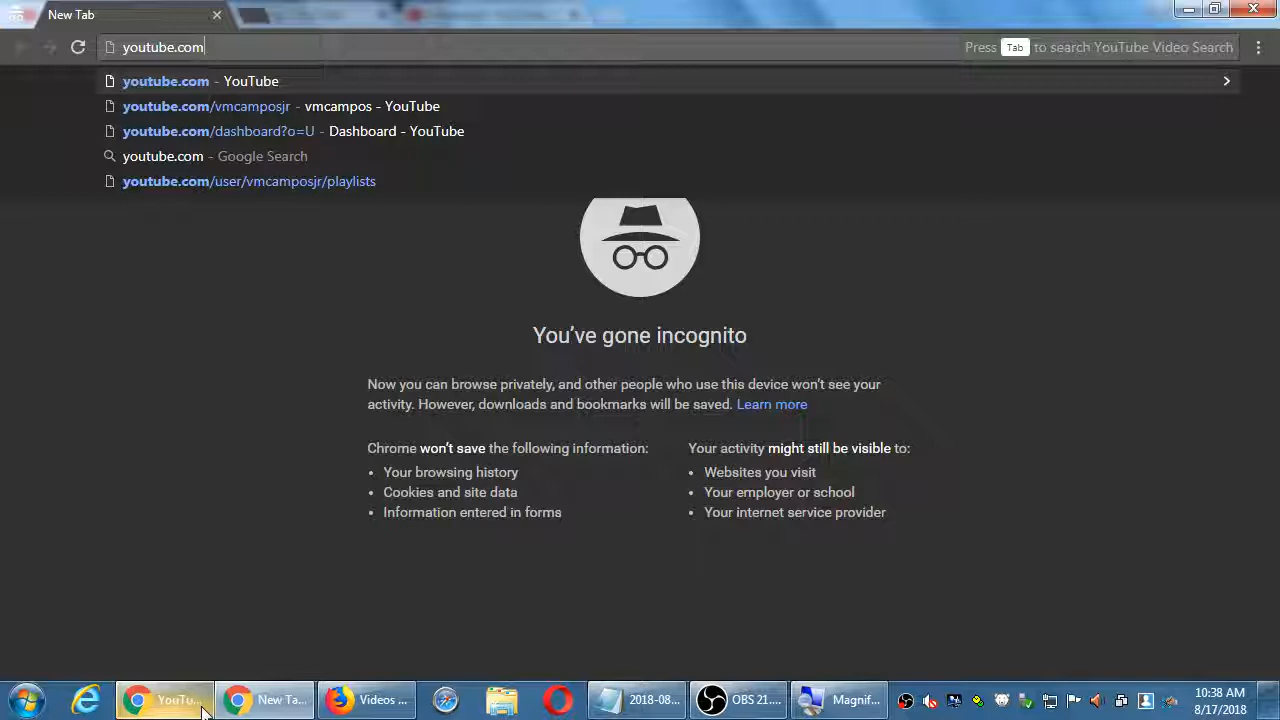 New Tab
youtube.com
Press Tab to search YouTube Video Search
youtube.com - YouTube
youtube.com/vmcamposjr - vmcampos - YouTube
youtube.com/dashboard?o=U - Dashboard - YouTube
youtube.com - Google Search
youtube.com/user/vmcamposjr/playlists
You've gone incognito
Now you can browse privately, and other people who use this device won't see your
activity. However, downloads and bookmarks will be saved. Learn more
Chrome won't save the following information:
• Your browsing history
• Cookies and site data
• Information entered in forms
Your activity might still be visible to:
• Websites you visit
• Your employer or school
• Your internet service provider
YouTu...
New Ta...
Videos ...
2018-08...
OBS 21....
Magnif...
10:38 AM
8/17/2018